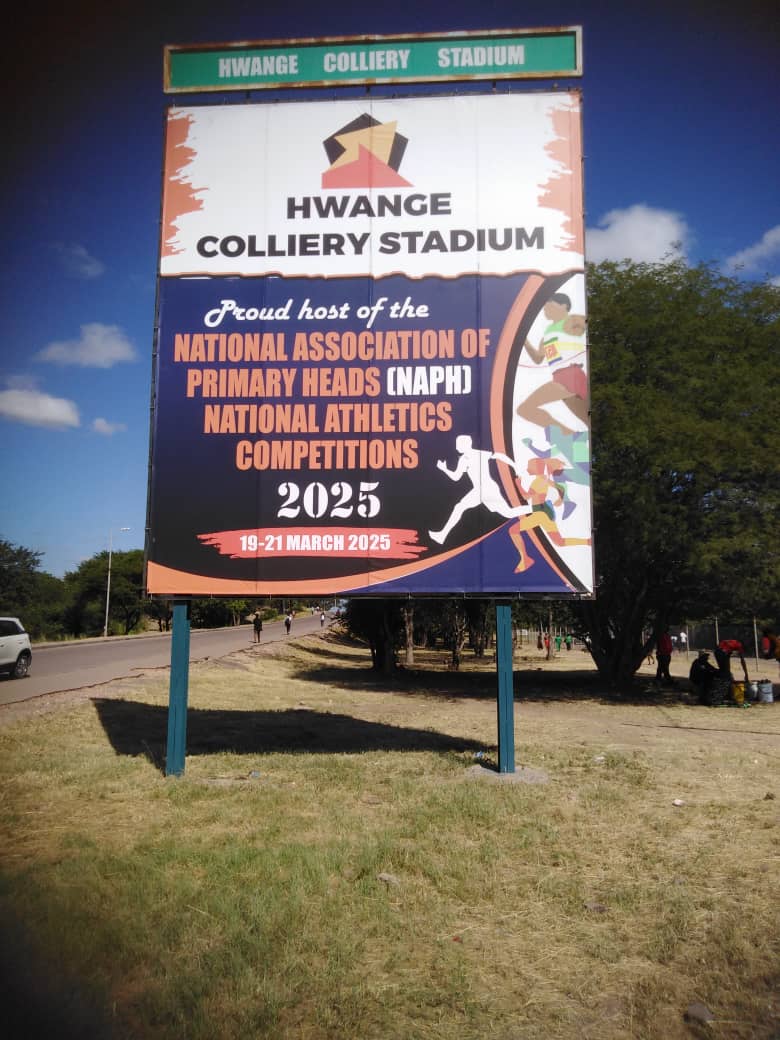 HWANGE COLLIERY STADIUM
HWANGE
COLLIERY STADIUM
Proud host of the
NATIONAL ASSOCIATION OF
PRIMARY HEADS (NAPH)
NATIONAL ATHLETICS
COMPETITIONS
2025
19-21 MARCH 2025